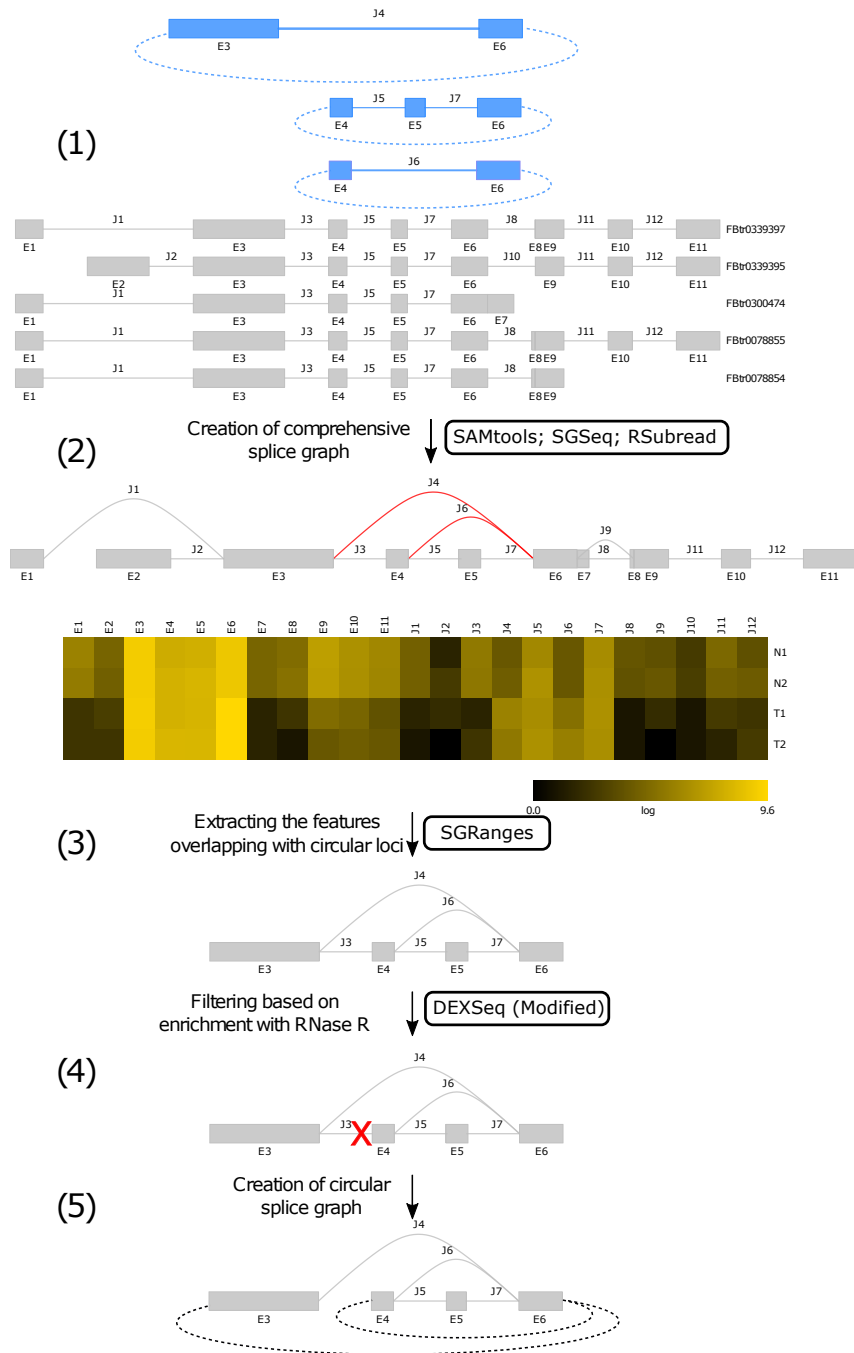 J4
E3 E6
J5 J7
E4 E5 E6
(1)
J6
E4 E6
J1 J3 J5 J7 J8 J11 J12
FBtr0339397
E1 E3 E4 E5 E6 E8E9 E10 E11
J2 J3 J5 J7 J10 J11 J12
FBtr0339395
E2 E3 E4 E5 E6 E9 E10 E11
J1 J3 J5 J7
FBtr0300474
E1 E3 E4 E5 E6 E7
J1 J3 J5 J7 J8 J11 J12
FBtr0078855
E1 E3 E4 E5 E6 E8E9 E10 E11
J1 J3 J5 J7 J8
FBtr0078854
E1 E3 E4 E5 E6 E8E9
(2)
Creation of comprehensive
splice graph
SAMtools; SGSeq; RSubread
J4
J1 J6 J9
J2 J3 J5 J7 J8 J11 J12
E1 E2 E3 E4 E5 E6 E7 E8 E9 E10 E11
E1 E2 E3 E4 E5 E6 E7 E8 E9 E10 E11 J1 J2 J3 J4 J5 J6 J7 J8 J9 J10 J11 J12
N1
N2
T1
T2
0.0 log 9.6
(3)
Extracting the features
overlapping with circular loci
SGRanges
J4
J6
J3 J5 J7
E3 E4 E5 E6
Filtering based on
enrichment with RNase R
DEXSeq (Modified)
(4)
J4
J6
J3 X J5 J7
E3 E4 E5 E6
(5)
Creation of circular
splice graph
J4
J6
J5 J7
E3 E4 E5 E6